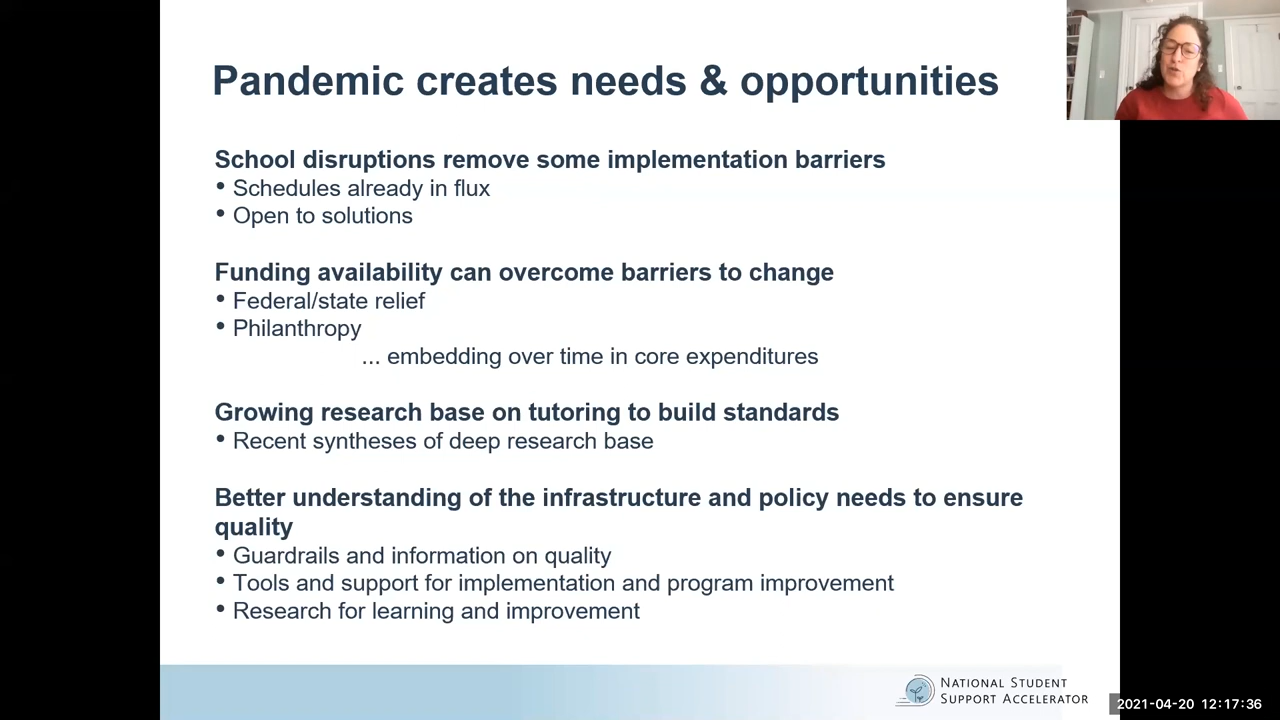 Pandemic creates needs & opportunities
School disruptions remove some implementation barriers
• Schedules already in flux
• Open to solutions
Funding availability can overcome barriers to change
• Federal/state relief
• Philanthropy
... embedding over time in core expenditures
Growing research base on tutoring to build standards
• Recent syntheses of deep research base
Better understanding of the infrastructure and policy needs to ensure
quality
• Guardrails and information on quality
• Tools and support for implementation and program improvement
• Research for learning and improvement
NATIONAL STUDENT
SUPPORT ACCELERATOR
2021-04-20 12:17:36